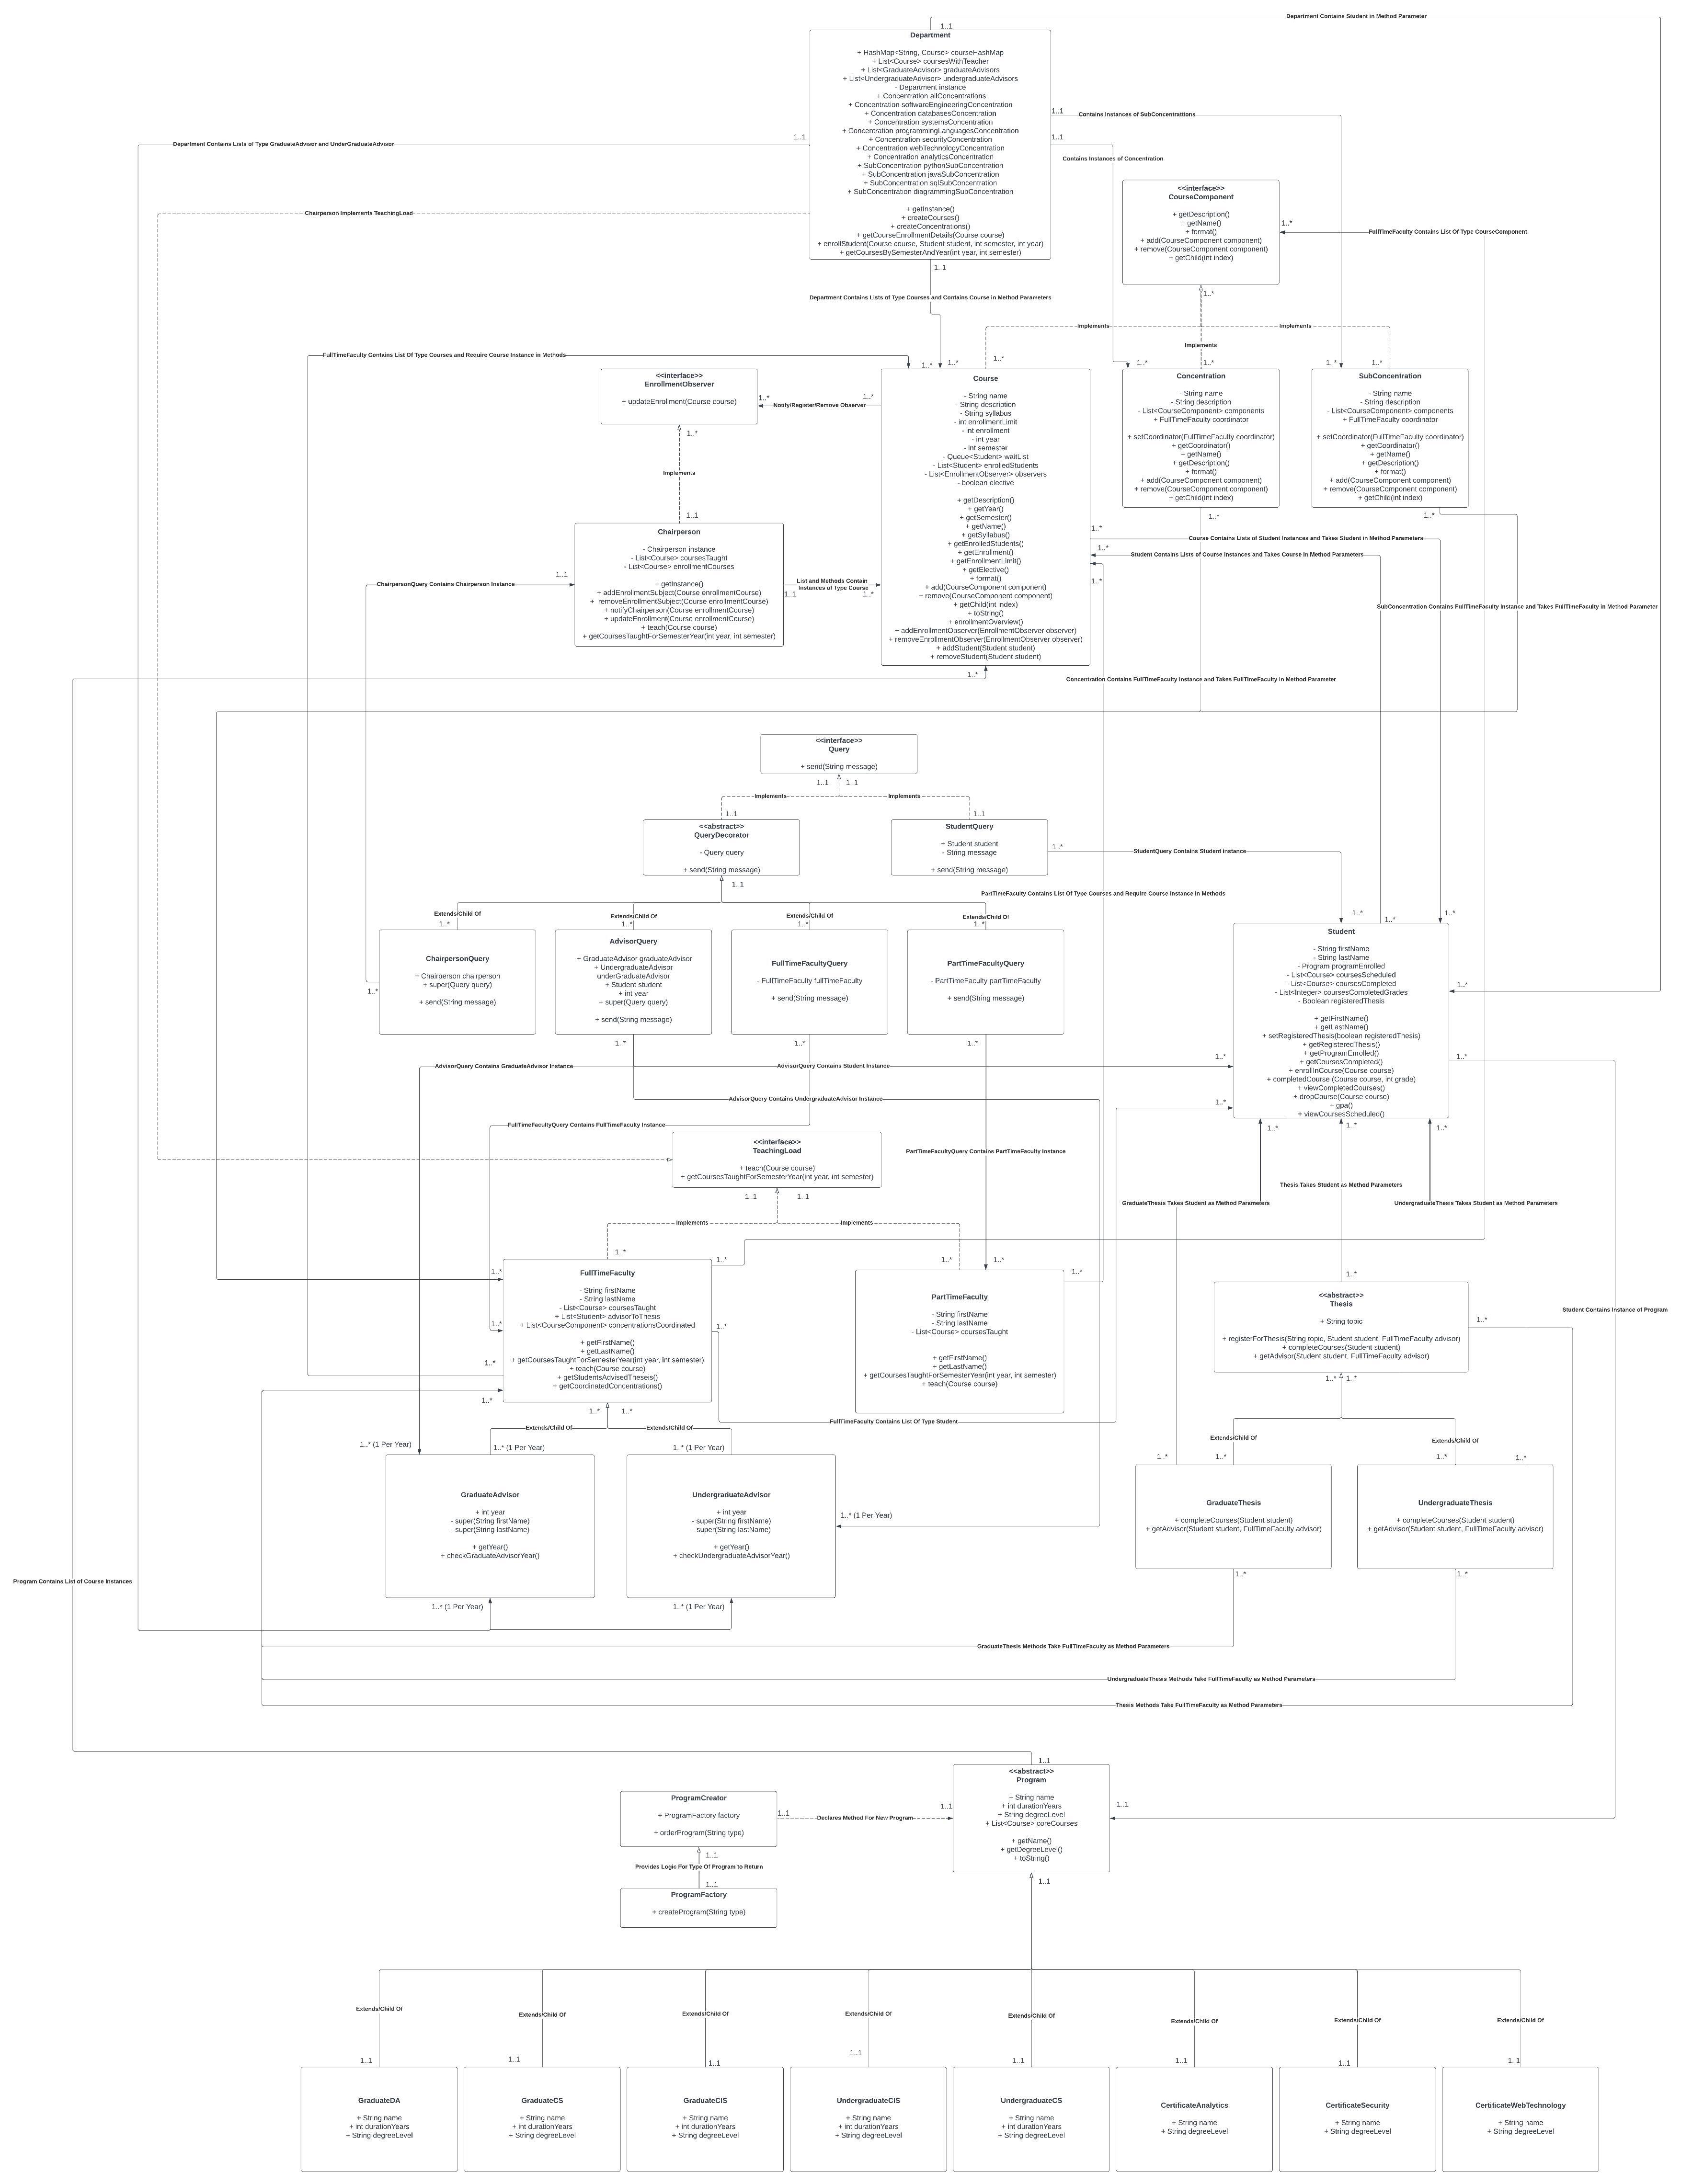 Department Contains Student in Method Parameter
1..1
Department
+ HashMap<String, Course> courseHashMap
+ List<Course> coursesWithTeacher
+ List<GraduateAdvisor> graduateAdvisors
+ List<UndergraduateAdvisor> undergraduateAdvisors
- Department instance
+ Concentration allConcentrations
+ Concentration softwareEngineeringConcentration
+ Concentration databasesConcentration
+ Concentration systemsConcentration
+ Concentration programmingLanguagesConcentration
+ Concentration securityConcentration
+ Concentration webTechnologyConcentration
+ Concentration analyticsConcentration
+ SubConcentration pythonSubConcentration
+ SubConcentration javaSubConcentration
+ SubConcentration sqlSubConcentration
+ SubConcentration diagrammingSubConcentration
+ getInstance()
+ createCourses()
+ createConcentrations()
+ getCourseEnrollmentDetails(Course course)
+ enrollStudent(Course course, Student student, int semester, int year)
+ getCoursesBySemesterAndYear(int year, int semester)
1..1
Contains Instances of SubConcentrattions
1..1
1..1
Department Contains Lists of Type GraduateAdvisor and UnderGraduateAdvisor
Contains Instances of Concentration
Chairperson Implements TeachingLoad
<<interface>>
CourseComponent
+ getDescription()
+ getName()
+ format()
+ add(CourseComponent component)
+ remove(CourseComponent component)
+ getChild(int index)
1..*
FullTimeFaculty Contains List Of Type CourseComponent
1..1
1..*
Department Contains Lists of Type Courses and Contains Course in Method Parameters
Implements
Implements
Implements
FullTimeFaculty Contains List Of Type Courses and Require Course Instance in Methods
1..*
1..*
1..*
1..*
1..*
1..*
1..*
<<interface>>
EnrollmentObserver
+ updateEnrollment(Course course)
1..*
1..*
Notify/Register/Remove Observer
1..*
Implements
1..1
Course
- String name
- String description
- String syllabus
- int enrollmentLimit
- int enrollment
- int year
- int semester
- Queue<Student> waitList
- List<Student> enrolledStudents
- List<EnrollmentObserver> observers
- boolean elective
+ getDescription()
+ getYear()
+ getSemester()
+ getName()
+ getSyllabus()
+ getEnrolledStudents()
+ getEnrollment()
+ getEnrollmentLimit()
+ getElective()
+ format()
+ add(CourseComponent component)
+ remove(CourseComponent component)
+ getChild(int index)
+ toString()
+ enrollmentOverview()
+ addEnrollmentObserver(EnrollmentObserver observer)
+ removeEnrollmentObserver(EnrollmentObserver observer)
+ addStudent(Student student)
+ removeStudent(Student student)
Concentration
- String name
- String description
- List<CourseComponent> components
+ FullTimeFaculty coordinator
+ setCoordinator(FullTimeFaculty coordinator)
+ getCoordinator()
+ getName()
+ getDescription()
+ format()
+ add(CourseComponent component)
+ remove(CourseComponent component)
+ getChild(int index)
1..*
SubConcentration
- String name
- String description
- List<CourseComponent> components
+ FullTimeFaculty coordinator
+ setCoordinator(FullTimeFaculty coordinator)
+ getCoordinator()
+ getName()
+ getDescription()
+ format()
+ add(CourseComponent component)
+ remove(CourseComponent component)
+ getChild(int index)
1..*
Chairperson
- Chairperson instance
- List<Course> coursesTaught
- List<Course> enrollmentCourses
+ getInstance()
+ addEnrollmentSubject(Course enrollmentCourse)
+ removeEnrollmentSubject(Course enrollmentCourse)
+ notifyChairperson(Course enrollmentCourse)
+ updateEnrollment(Course enrollmentCourse)
+ teach(Course course)
+ getCoursesTaughtForSemesterYear(int year, int semester)
1..1
ChairpersonQuery Contains Chairperson Instance
List and Methods Contain
Instances of Type Course
1..1
1..*
1..*
Course Contains Lists of Student Instances and Takes Student in Method Parameters
1..*
Student Contains Lists of Course Instances and Takes Course in Method Parameters
1..*
SubConcentration Contains FullTimeFaculty Instance and Takes FullTimeFaculty in Method Parameter
1..*
Concentration Contains FullTimeFaculty Instance and Takes FullTimeFaculty in Method Parameter
<<interface>>
Query
+ send(String message)
1..1
1..1
Implements
Implements
1..1
1..1
<<abstract>>
QueryDecorator
- Query query
+ send(String message)
StudentQuery
+ Student student
- String message
+ send(String message)
1..*
StudentQuery Contains Student instance
1..1
PartTimeFaculty Contains List Of Type Courses and Require Course Instance in Methods
Extends/Child Of
Extends/Child Of
Extends/Child Of
Extends/Child Of
1..*
1..*
1..*
1..*
1..*
1..*
1..*
ChairpersonQuery
+ Chairperson chairperson
+ super(Query query)
+ send(String message)
1..*
AdvisorQuery
+ GraduateAdvisor graduateAdvisor
+ UndergraduateAdvisor
underGraduateAdvisor
+ Student student
+ int year
+ super(Query query)
+ send(String message)
FullTimeFacultyQuery
- FullTimeFaculty fullTimeFaculty
+ send(String message)
PartTimeFacultyQuery
- PartTimeFaculty partTimeFaculty
+ send(String message)
Student
- String firstName
- String lastName
- Program programEnrolled
- List<Course> coursesScheduled
- List<Course> coursesCompleted
- List<Integer> coursesCompletedGrades
- Boolean registeredThesis
+ getFirstName()
+ getLastName()
+ setRegisteredThesis(boolean registeredThesis)
+ getRegisteredThesis()
+ getProgramEnrolled()
+ getCoursesCompleted()
+ enrollInCourse(Course course)
+ completedCourse (Course course, int grade)
+ viewCompletedCourses()
+ dropCourse(Course course)
+ gpa()
+ viewCoursesScheduled()
1..*
1..*
1..*
1..*
1..*
1..*
1..*
AdvisorQuery Contains GraduateAdvisor Instance
AdvisorQuery Contains Student Instance
AdvisorQuery Contains UndergraduateAdvisor Instance
1..*
FullTimeFacultyQuery Contains FullTimeFaculty Instance
1..*
1..*
1..*
<<interface>>
TeachingLoad
+ teach(Course course)
+ getCoursesTaughtForSemesterYear(int year, int semester)
PartTimeFacultyQuery Contains PartTimeFaculty Instance
Thesis Takes Student as Method Parameters
1..1
1..1
GraduateThesis Takes Student as Method Parameters
UndergraduateThesis Takes Student as Method Parameters
Implements
Implements
1..*
1..*
1..*
1..*
1..*
1..*
1..*
FullTimeFaculty
- String firstName
- String lastName
- List<Course> coursesTaught
+ List<Student> advisorToThesis
+ List<CourseComponent> concentrationsCoordinated
+ getFirstName()
+ getLastName()
+ getCoursesTaughtForSemesterYear(int year, int semester)
+ teach(Course course)
+ getStudentsAdvisedTheseis()
+ getCoordinatedConcentrations()
1..*
1..*
1..*
1..*
PartTimeFaculty
- String firstName
- String lastName
- List<Course> coursesTaught
+ getFirstName()
+ getLastName()
+ getCoursesTaughtForSemesterYear(int year, int semester)
+ teach(Course course)
<<abstract>>
Thesis
+ String topic
+ registerForThesis(String topic, Student student, FullTimeFaculty advisor)
+ completeCourses(Student student)
+ getAdvisor(Student student, FullTimeFaculty advisor)
1..*
Student Contains Instance of Program
1..*
1..*
1..*
1..*
FullTimeFaculty Contains List Of Type Student
Extends/Child Of
Extends/Child Of
Extends/Child Of
Extends/Child Of
1..* (1 Per Year)
1..* (1 Per Year)
1..* (1 Per Year)
1..*
1..*
1..*
1..*
GraduateAdvisor
+ int year
- super(String firstName)
- super(String lastName)
+ getYear()
+ checkGraduateAdvisorYear()
UndergraduateAdvisor
+ int year
- super(String firstName)
- super(String lastName)
+ getYear()
+ checkUndergraduateAdvisorYear()
1..* (1 Per Year)
GraduateThesis
+ completeCourses(Student student)
+ getAdvisor(Student student, FullTimeFaculty advisor)
UndergraduateThesis
+ completeCourses(Student student)
+ getAdvisor(Student student, FullTimeFaculty advisor)
1..*
1..*
Program Contains List of Course Instances
1..* (1 Per Year)
1..* (1 Per Year)
GraduateThesis Methods Take FullTimeFaculty as Method Parameters
UndergraduateThesis Methods Take FullTimeFaculty as Method Parameters
Thesis Methods Take FullTimeFaculty as Method Parameters
1..1
<<abstract>>
Program
+ String name
+ int durationYears
+ String degreeLevel
+ List<Course> coreCourses
+ getName()
+ getDegreeLevel()
+ toString()
ProgramCreator
+ ProgramFactory factory
+ orderProgram(String type)
1..1
Declares Method For New Program
1..1
1..1
1..1
Provides Logic For Type Of Program to Return
1..1
ProgramFactory
+ createProgram(String type)
1..1
Extends/Child Of
Extends/Child Of
Extends/Child Of
Extends/Child Of
Extends/Child Of
Extends/Child Of
Extends/Child Of
Extends/Child Of
1..1
1..1
1..1
1..1
1..1
1..1
1..1
1..1
GraduateDA
+ String name
+ int durationYears
+ String degreeLevel
GraduateCS
+ String name
+ int durationYears
+ String degreeLevel
GraduateCIS
+ String name
+ int durationYears
+ String degreeLevel
UndergraduateCIS
+ String name
+ int durationYears
+ String degreeLevel
UndergraduateCS
+ String name
+ int durationYears
+ String degreeLevel
CertificateAnalytics
+ String name
+ String degreeLevel
CertificateSecurity
+ String name
+ String degreeLevel
CertificateWebTechnology
+ String name
+ String degreeLevel